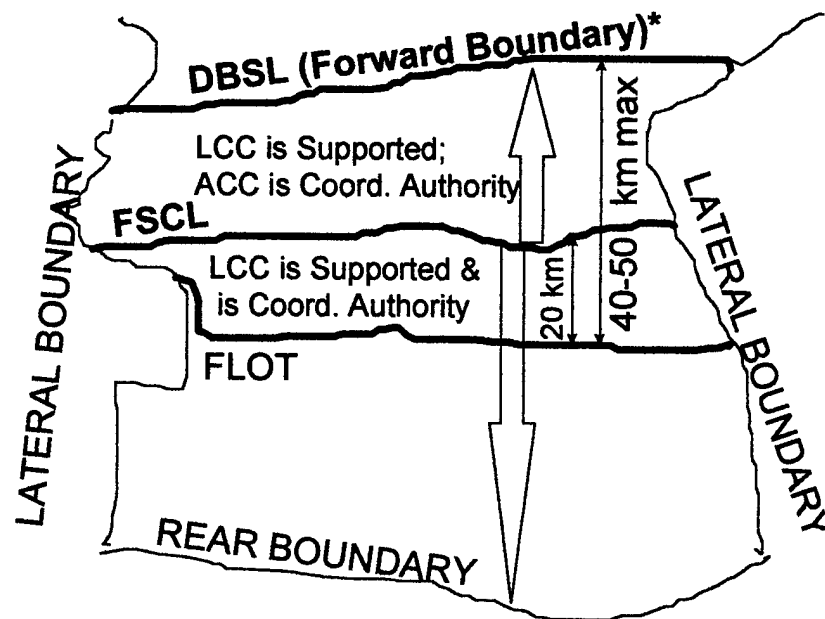 DBSL (Forward Boundary)*
LCC is Supported;
ACC is Coord. Authority
FSCL
LCC is Supported &
is Coord. Authority
20 km
40-50 km max
FLOT
LATERAL BOUNDARY
LATERAL BOUNDARY
REAR BOUNDARY